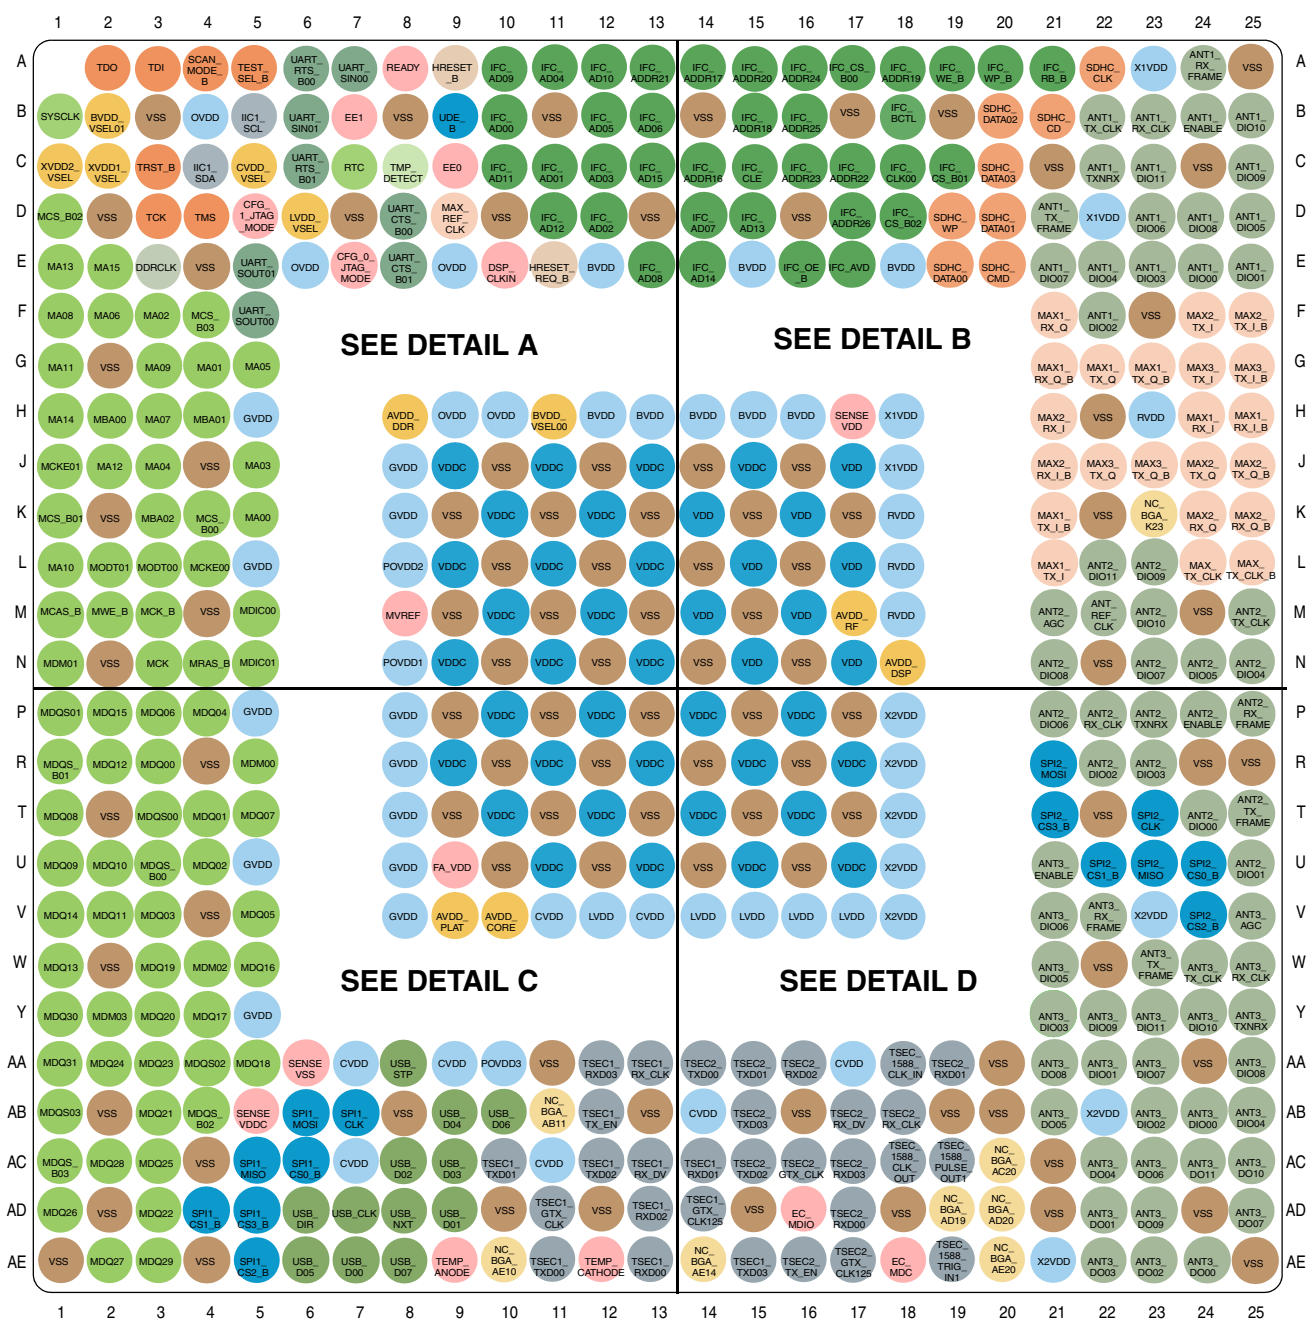 1 2 3 4 5 6 7 8 9 10 11 12 13 14 15 16 17 18 19 20 21 22 23 24 25
A TDO TDI SCAN_MODE_B TEST_SEL_B UART_RTS_B00 UART_SIN00 READY HRESET_B IFC_AD09 IFC_AD04 IFC_AD10 IFC_ADDR21 IFC_ADDR17 IFC_ADDR20 IFC_ADDR24 IFC_CS_B00 IFC_ADDR19 IFC_WE_B IFC_WP_B IFC_RB_B SDHC_CLK X1VDD ANT1_RX_FRAME VSS A
B SYSCLK BVDD_VSEL01 VSS OVDD IIC1_SCL UART_SIN01 EE1 VSS UDE_B IFC_AD00 VSS IFC_AD05 IFC_AD06 VSS IFC_ADDR18 IFC_ADDR25 VSS IFC_BCTL VSS SDHC_DATA02 SDHC_CD ANT1_TX_CLK ANT1_RX_CLK ANT1_ENABLE ANT1_DIO10 B
C XVDD2_VSEL XVDD1_VSEL TRST_B IIC1_SDA CVDD_VSEL UART_RTS_B01 RTC TMP_DETECT EE0 IFC_AD11 IFC_AD01 IFC_AD03 IFC_AD15 IFC_ADDR16 IFC_CLE IFC_ADDR23 IFC_ADDR22 IFC_CLK00 IFC_CS_B01 SDHC_DATA03 VSS ANT1_TXNRX ANT1_DIO11 VSS ANT1_DIO09 C
D MCS_B02 VSS TCK TMS CFG_1_JTAG_MODE LVDD_VSEL VSS UART_CTS_B00 MAX_REF_CLK VSS IFC_AD12 IFC_AD02 VSS IFC_AD07 IFC_AD13 VSS IFC_ADDR26 IFC_CS_B02 SDHC_WP SDHC_DATA01 ANT1_TX_FRAME X1VDD ANT1_DIO06 ANT1_DIO08 ANT1_DIO05 D
E MA13 MA15 DDRCLK VSS UART_SOUT01 OVDD CFG_0_JTAG_MODE UART_CTS_B01 OVDD DSP_CLKIN HRESET_REQ_B BVDD IFC_AD08 IFC_AD14 BVDD IFC_OE_B IFC_AVD BVDD SDHC_DATA00 SDHC_CMD ANT1_DIO07 ANT1_DIO04 ANT1_DIO03 ANT1_DIO00 ANT1_DIO01 E
F MA08 MA06 MA02 MCS_B03 UART_SOUT00 MAX1_RX_Q ANT1_DIO02 VSS MAX2_TX_I MAX2_TX_I_B F
SEE DETAIL A SEE DETAIL B
G MA11 VSS MA09 MA01 MA05 MAX1_RX_Q_B MAX1_TX_Q MAX1_TX_Q_B MAX3_TX_I MAX3_TX_I_B G
H MA14 MBA00 MA07 MBA01 GVDD AVDD_DDR OVDD OVDD BVDD_VSEL00 BVDD BVDD BVDD BVDD BVDD SENSE VDD X1VDD MAX2_RX_I VSS RVDD MAX1_RX_I MAX1_RX_I_B H
J MCKE01 MA12 MA04 VSS MA03 GVDD VDDC VSS VDDC VSS VDDC VSS VDDC VSS VDD X1VDD MAX2_RX_I_B MAX3_TX_Q MAX3_TX_Q_B MAX2_TX_Q MAX2_TX_Q_B J
K MCS_B01 VSS MBA02 MCS_B00 MA00 GVDD VSS VDDC VSS VDDC VSS VDD VSS VDD VSS RVDD MAX1_TX_I_B VSS NC_BGA_K23 MAX2_RX_Q MAX2_RX_Q_B K
L MA10 MODT01 MODT00 MCKE00 GVDD POVDD2 VDDC VSS VDDC VSS VDDC VSS VDD VSS VDD RVDD MAX1_TX_I ANT2_DIO11 ANT2_DIO09 MAX_TX_CLK MAX_TX_CLK_B L
M MCAS_B MWE_B MCK_B VSS MDIC00 MVREF VSS VDDC VSS VDDC VSS VDD VSS VDD AVDD_RF RVDD ANT2_AGC ANT_REF_CLK ANT2_DIO10 VSS ANT2_TX_CLK M
N MDM01 VSS MCK MRAS_B MDIC01 POVDD1 VDDC VSS VDDC VSS VDDC VSS VDD VSS VDD AVDD_DSP ANT2_DIO08 VSS ANT2_DIO07 ANT2_DIO05 ANT2_DIO04 N
P MDQS01 MDQ15 MDQ06 MDQ04 GVDD GVDD VSS VDDC VSS VDDC VSS VDDC VSS VDDC VSS X2VDD ANT2_DIO06 ANT2_RX_CLK ANT2_TXNRX ANT2_ENABLE ANT2_RX_FRAME P
R MDQS_B01 MDQ12 MDQ00 VSS MDM00 GVDD VDDC VSS VDDC VSS VDDC VSS VDDC VSS VDDC X2VDD SPI2_MOSI ANT2_DIO02 ANT2_DIO03 VSS VSS R
T MDQ08 VSS MDQS00 MDQ01 MDQ07 GVDD VSS VDDC VSS VDDC VSS VDDC VSS VDDC VSS X2VDD SPI2_CS3_B VSS SPI2_CLK ANT2_DIO00 ANT2_TX_FRAME T
U MDQ09 MDQ10 MDQS_B00 MDQ02 GVDD GVDD FA_VDD VSS VDDC VSS VDDC VSS VDDC VSS VDDC X2VDD ANT3_ENABLE SPI2_CS1_B SPI2_MISO SPI2_CS0_B ANT2_DIO01 U
V MDQ14 MDQ11 MDQ03 VSS MDQ05 GVDD AVDD_PLAT AVDD_CORE CVDD LVDD CVDD LVDD LVDD LVDD LVDD X2VDD ANT3_DIO06 ANT3_RX_FRAME X2VDD SPI2_CS2_B ANT3_AGC V
W MDQ13 VSS MDQ19 MDM02 MDQ16 ANT3_DIO05 VSS ANT3_TX_FRAME ANT3_TX_CLK ANT3_RX_CLK W
SEE DETAIL C SEE DETAIL D
Y MDQ30 MDM03 MDQ20 MDQ17 GVDD ANT3_DIO03 ANT3_DIO09 ANT3_DIO11 ANT3_DIO10 ANT3_TXNRX Y
AA MDQ31 MDQ24 MDQ23 MDQS02 MDQ18 SENSE VSS CVDD USB_STP CVDD POVDD3 VSS TSEC1_RXD03 TSEC1_RX_CLK TSEC2_TXD00 TSEC2_TXD01 TSEC2_RXD02 CVDD TSEC_1588_CLK_IN TSEC2_RXD01 VSS ANT3_DO08 ANT3_DIO01 ANT3_DIO07 VSS ANT3_DIO08 AA
AB MDQS03 VSS MDQ21 MDQS_B02 SENSE VDDC SPI1_MOSI SPI1_CLK VSS USB_D04 USB_D06 NC_BGA_AB11 TSEC1_TX_EN VSS CVDD TSEC2_TXD03 VSS TSEC2_RX_DV TSEC2_RX_CLK VSS VSS ANT3_DO05 X2VDD ANT3_DIO02 ANT3_DIO00 ANT3_DIO04 AB
AC MDQS_B03 MDQ28 MDQ25 VSS SPI1_MISO SPI1_CS0_B CVDD USB_D02 USB_D03 TSEC1_TXD01 CVDD TSEC1_TXD02 TSEC1_RX_DV TSEC1_RXD01 TSEC2_TXD02 TSEC2_GTX_CLK TSEC2_RXD03 TSEC_1588_CLK_OUT TSEC_1588_PULSE_OUT1 NC_BGA_AC20 VSS ANT3_DO04 ANT3_DO06 ANT3_DO11 ANT3_DO10 AC
AD MDQ26 VSS MDQ22 SPI1_CS1_B SPI1_CS3_B USB_DIR USB_CLK USB_NXT USB_D01 VSS TSEC1_GTX_CLK VSS TSEC1_RXD02 TSEC1_GTX_CLK125 VSS EC_MDIO TSEC2_RXD00 VSS NC_BGA_AD19 NC_BGA_AD20 VSS ANT3_DO01 ANT3_DO09 VSS ANT3_DO07 AD
AE VSS MDQ27 MDQ29 VSS SPI1_CS2_B USB_D05 USB_D00 USB_D07 TEMP_ANODE NC_BGA_AE10 TSEC1_TXD00 TEMP_CATHODE TSEC1_RXD00 NC_BGA_AE14 TSEC1_TXD03 TSEC2_TX_EN TSEC2_GTX_CLK125 EC_MDC TSEC_1588_TRIG_IN1 NC_BGA_AE20 X2VDD ANT3_DO03 ANT3_DO02 ANT3_DO00 VSS AE
1 2 3 4 5 6 7 8 9 10 11 12 13 14 15 16 17 18 19 20 21 22 23 24 25